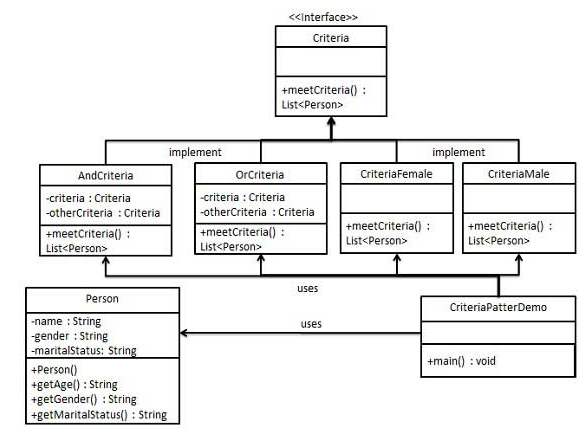 <<Interface>>
Criteria
+meetCriteria() :
List<Person>
implement
implement
AndCriteria
-criteria : Criteria
-otherCriteria : Criteria
+meetCriteria() :
List<Person>
OrCriteria
-criteria : Criteria
-otherCriteria : Criteria
+meetCriteria() :
List<Person>
CriteriaFemale
+meetCriteria() :
List<Person>
CriteriaMale
+meetCriteria() :
List<Person>
uses
Person
-name : String
-gender : String
-maritalStatus: String
+Person()
+getAge() : String
+getGender() : String
+getMaritalStatus() : String
uses
CriteriaPatterDemo
+main() : void